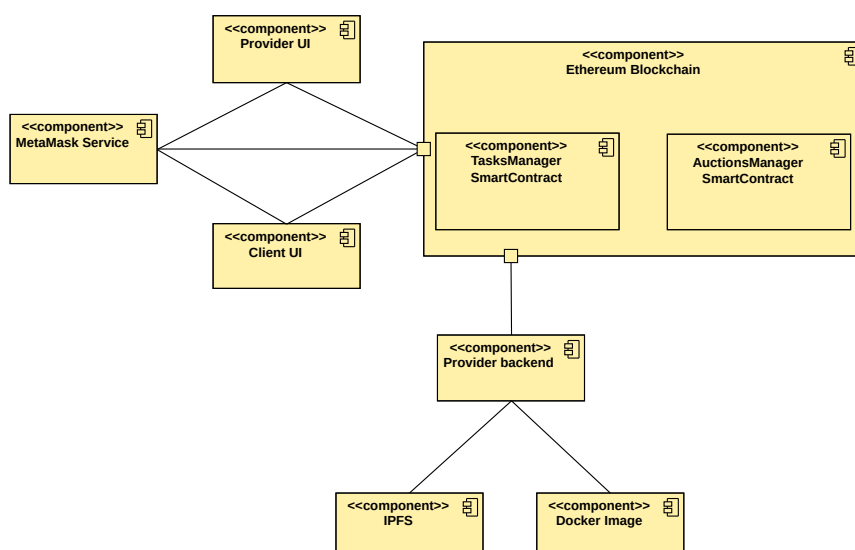 <<component>>
Provider UI
<<component>>
Ethereum Blockchain
<<component>>
MetaMask Service
<<component>>
TasksManager
SmartContract
<<component>>
AuctionsManager
SmartContract
<<component>>
Client UI
<<component>>
Provider backend
<<component>>
IPFS
<<component>>
Docker Image